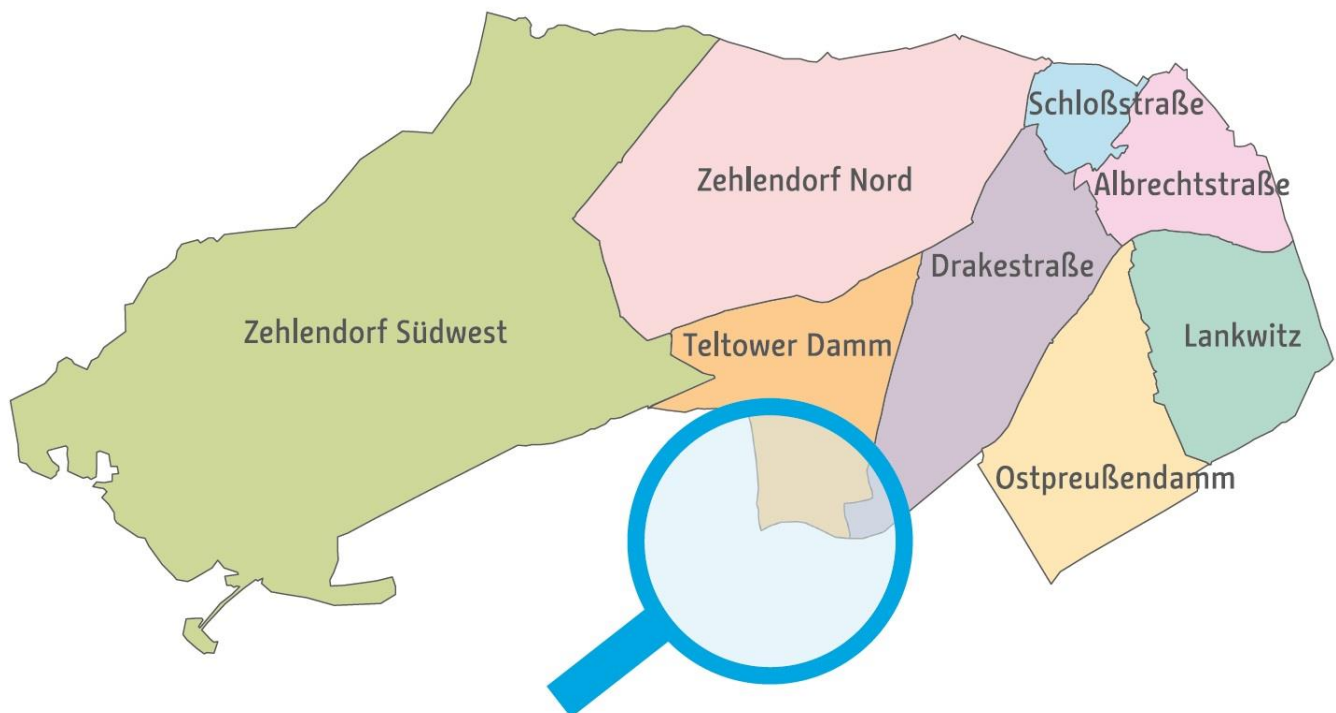 Schloßstraße
Zehlendorf Nord
Albrechtstraße
Drakestraße
Zehlendorf Südwest
Teltower Damm
Lankwitz
Ostpreußendamm